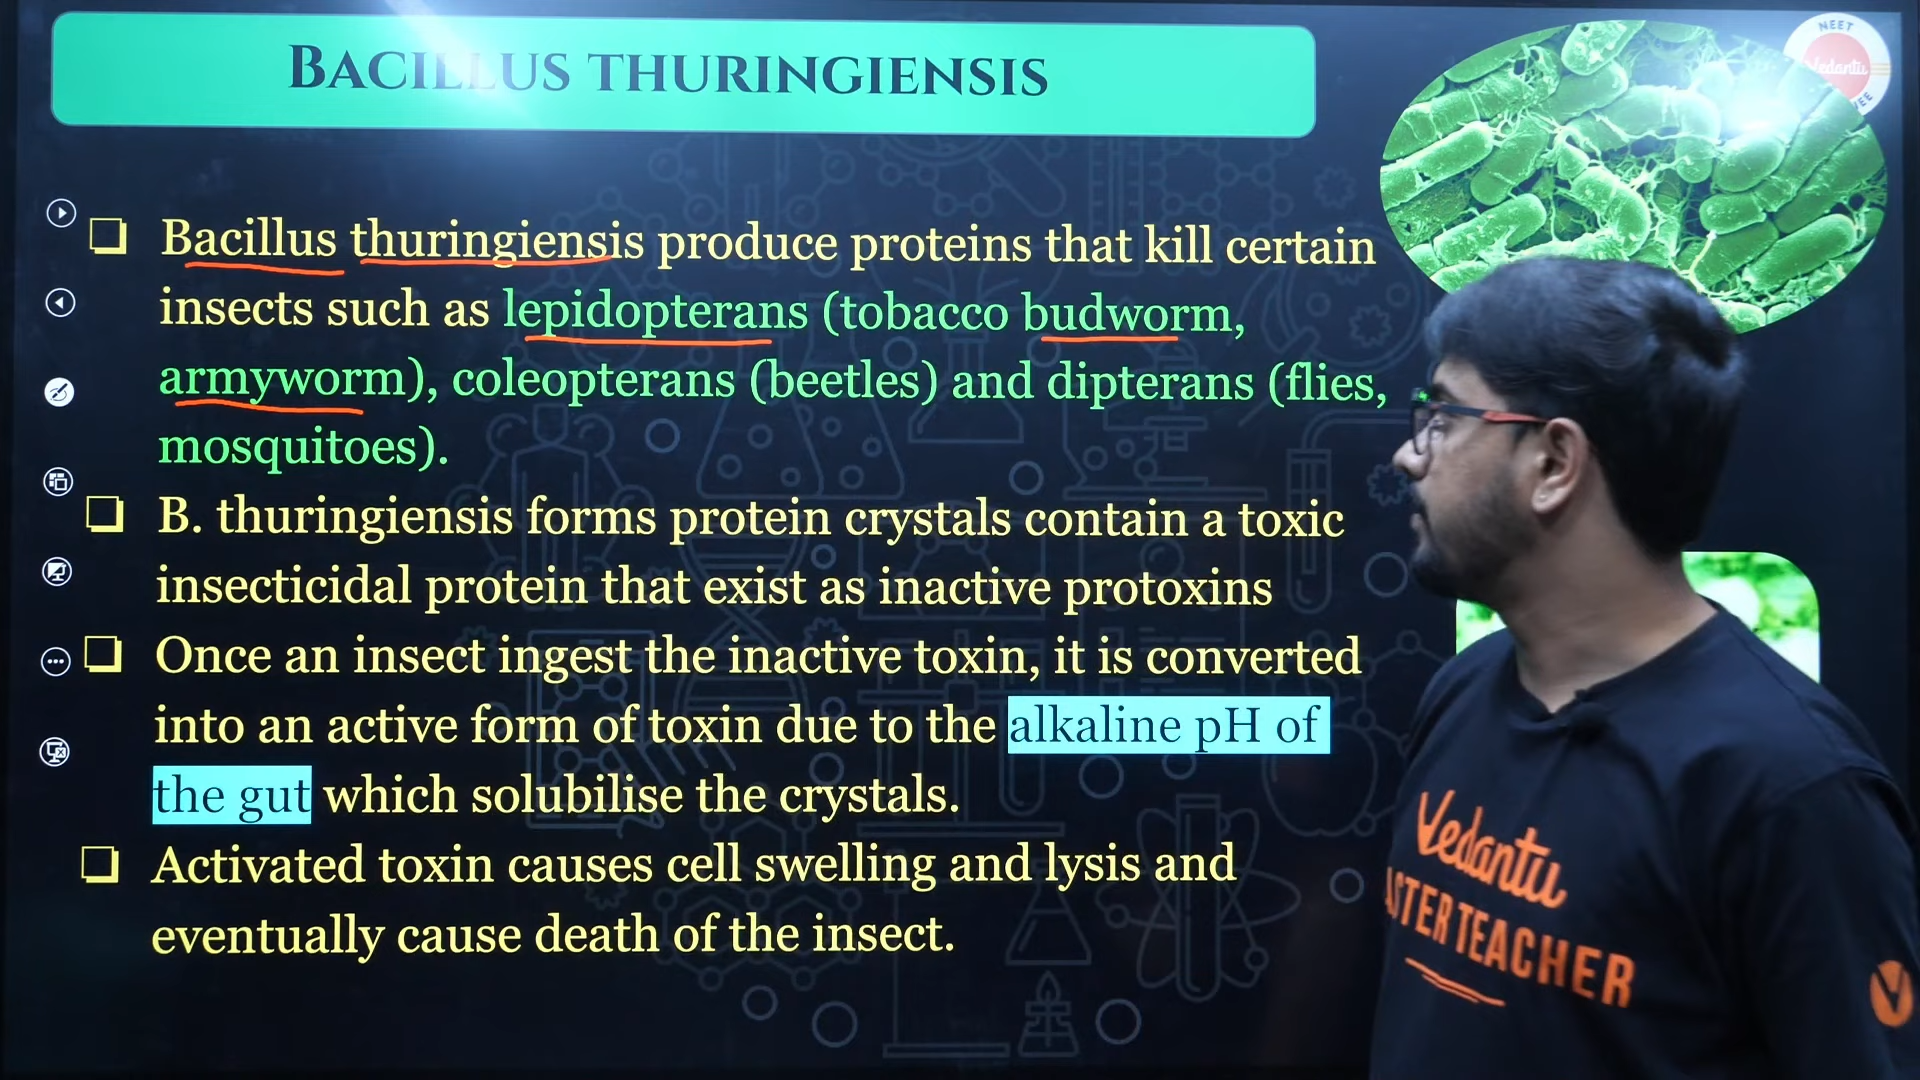 BACILLUS THURINGIENSIS
NEET
Vedantu
Bacillus thuringiensis produce proteins that kill certain
insects such as lepidopterans (tobacco budworm,
armyworm), coleopterans (beetles) and dipterans (flies,
mosquitoes).
B. thuringiensis forms protein crystals contain a toxic
insecticidal protein that exist as inactive protoxins
Once an insect ingest the inactive toxin, it is converted
into an active form of toxin due to the alkaline pH of
the gut which solubilise the crystals.
Activated toxin causes cell swelling and lysis and
eventually cause death of the insect.
Vedantu
TEACHER
V